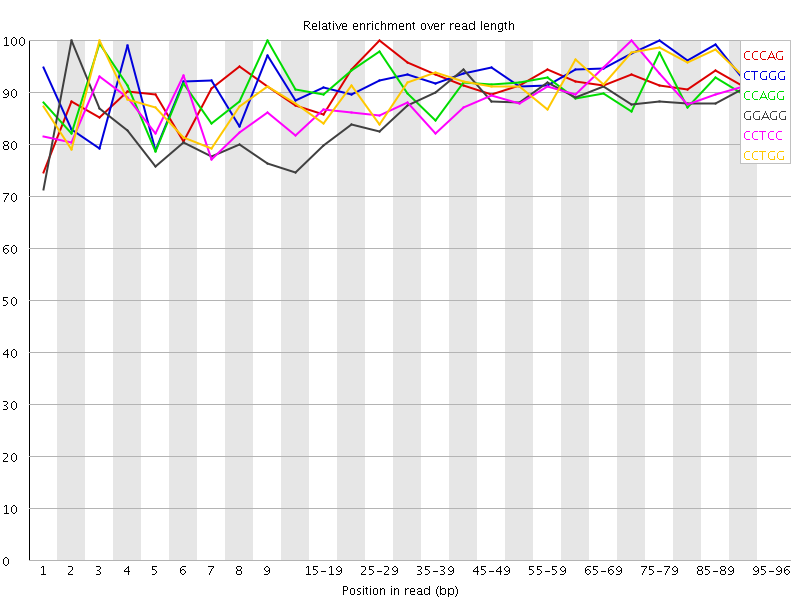 Relative enrichment over read length
100
90
80
70
60
50
40
30
20
10
0
CCCAG
CTGGG
CCAGG
GGAGG
CCTCC
CCTGG
1 2 3 4 5 6 7 8 9 15-19 25-29 35-39 45-49 55-59 65-69 75-79 85-89 95-96
Position in read (bp)